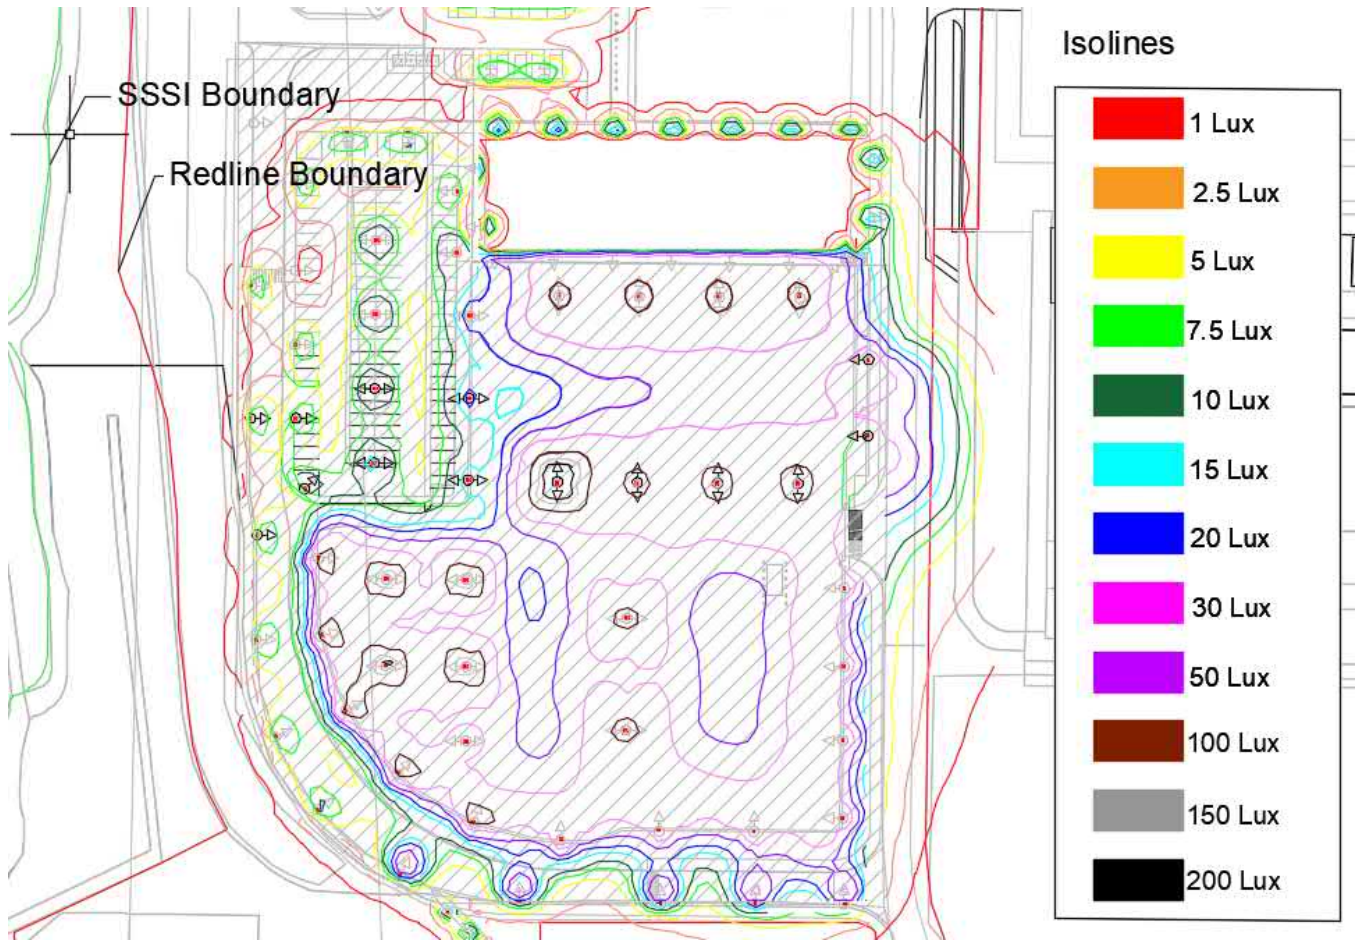 Isolines
SSSI Boundary
Redline Boundary
1 Lux
2.5 Lux
5 Lux
7.5 Lux
10 Lux
15 Lux
20 Lux
30 Lux
50 Lux
100 Lux
150 Lux
200 Lux